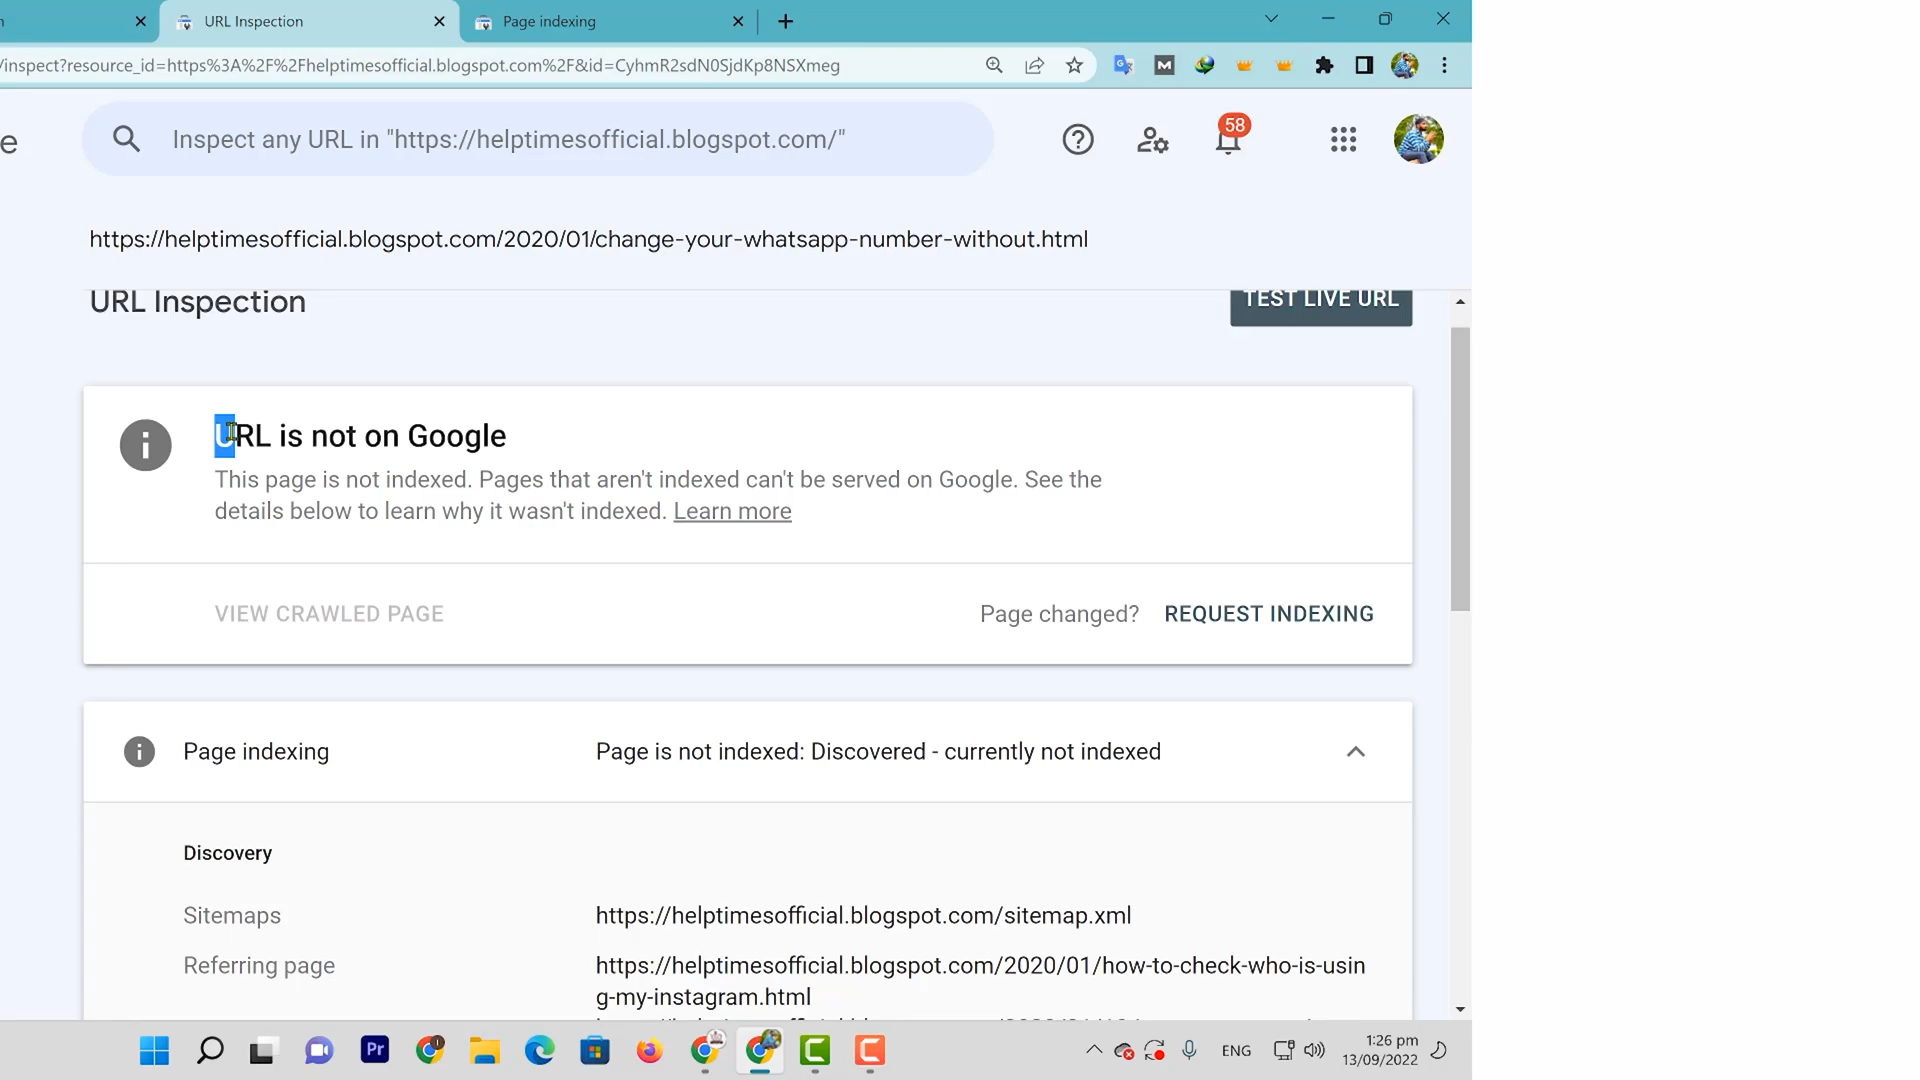 URL Inspection
Page indexing
/inspect?resource_id=https%3A%2F%2Fhelptimesofficial.blogspot.com%2F&id=CyhmR2sdN0SjdKp8NSXmeg
e
Inspect any URL in "https://helptimesofficial.blogspot.com/"
58
https://helptimesofficial.blogspot.com/2020/01/change-your-whatsapp-number-without.html
URL Inspection
TEST LIVE URL
URL is not on Google
This page is not indexed. Pages that aren't indexed can't be served on Google. See the
details below to learn why it wasn't indexed. Learn more
VIEW CRAWLED PAGE
Page changed? REQUEST INDEXING
Page indexing
Page is not indexed: Discovered - currently not indexed
Discovery
Sitemaps
https://helptimesofficial.blogspot.com/sitemap.xml
Referring page
https://helptimesofficial.blogspot.com/2020/01/how-to-check-who-is-usin
g-my-instagram.html
Pr
ENG
1:26 pm
13/09/2022